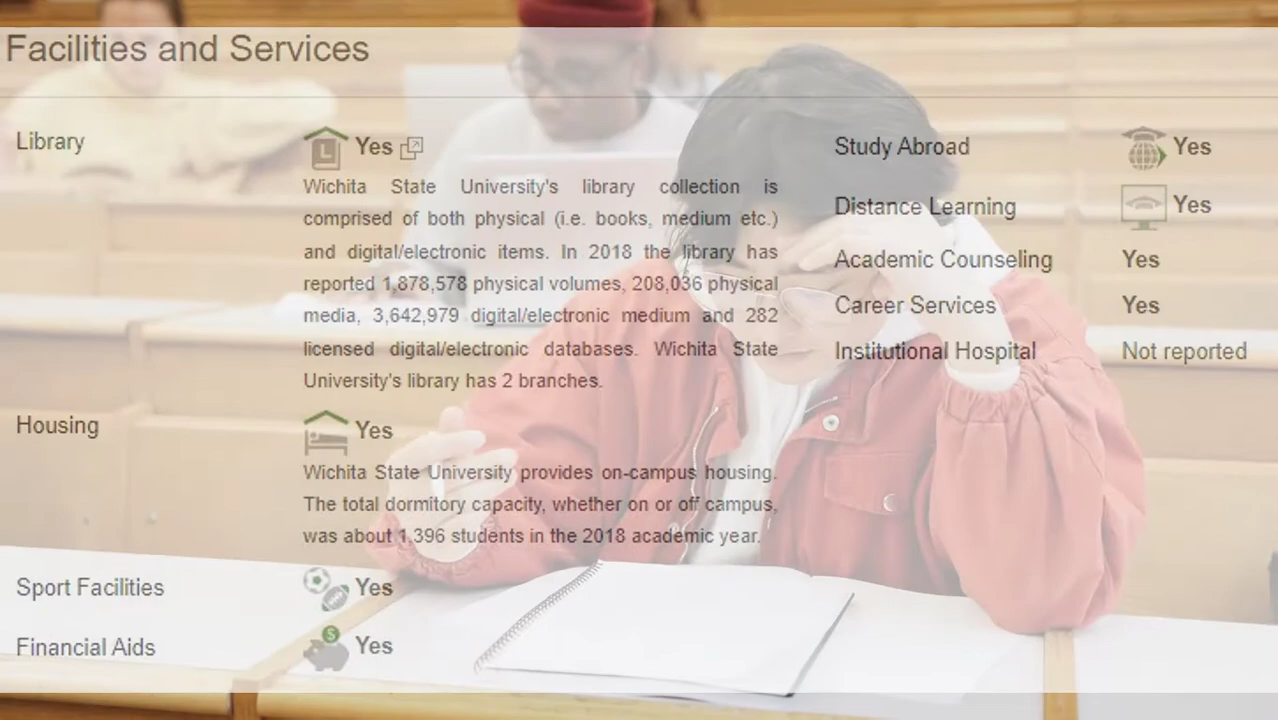 Facilities and Services
Library
Yes
Wichita State University's library collection is
comprised of both physical (i.e. books, medium etc.)
and digital/electronic items. In 2018 the library has
reported 1,878,578 physical volumes, 208,036 physical
media, 3,642,979 digital/electronic medium and 282
licensed digital/electronic databases. Wichita State
University's library has 2 branches.
Housing
Yes
Wichita State University provides on-campus housing.
The total dormitory capacity, whether on or off campus,
was about 1,396 students in the 2018 academic year.
Sport Facilities
Yes
Financial Aids
Yes
Study Abroad
Yes
Distance Learning
Yes
Academic Counseling
Yes
Career Services
Yes
Institutional Hospital
Not reported